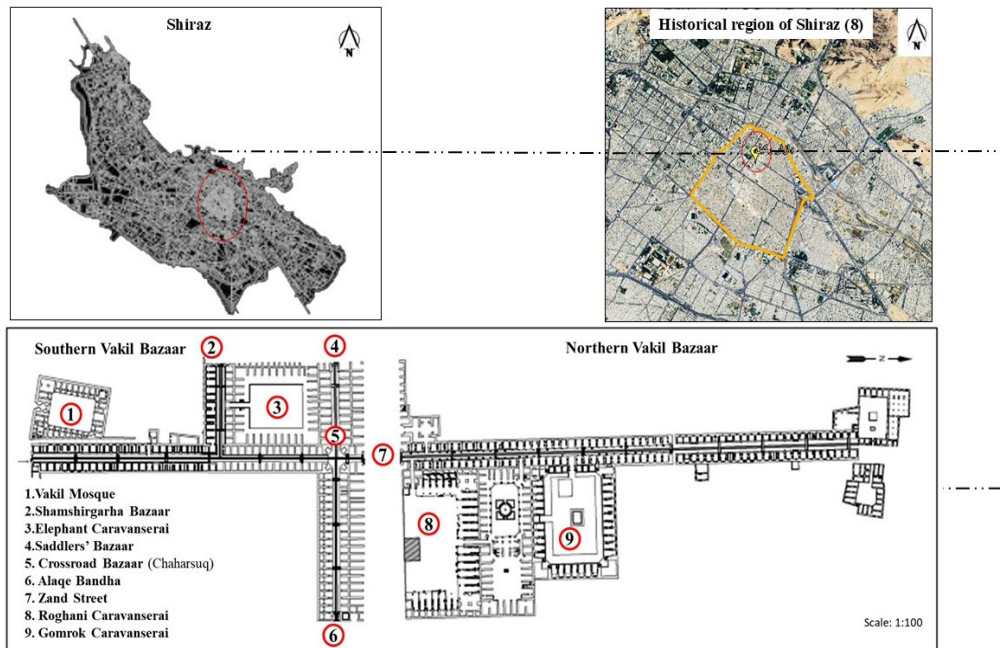 Shiraz
N
Historical region of Shiraz (8)
N
Southern Vakil Bazaar
2
4
Northern Vakil Bazaar
N
1
3
5
7
8
9
6
1.Vakil Mosque
2.Shamshirgarha Bazaar
3.Elephant Caravanserai
4.Saddlers’ Bazaar
5. Crossroad Bazaar (Chaharsuq)
6. Alaqe Bandha
7. Zand Street
8. Roghani Caravanserai
9. Gomrok Caravanserai
Scale: 1:100